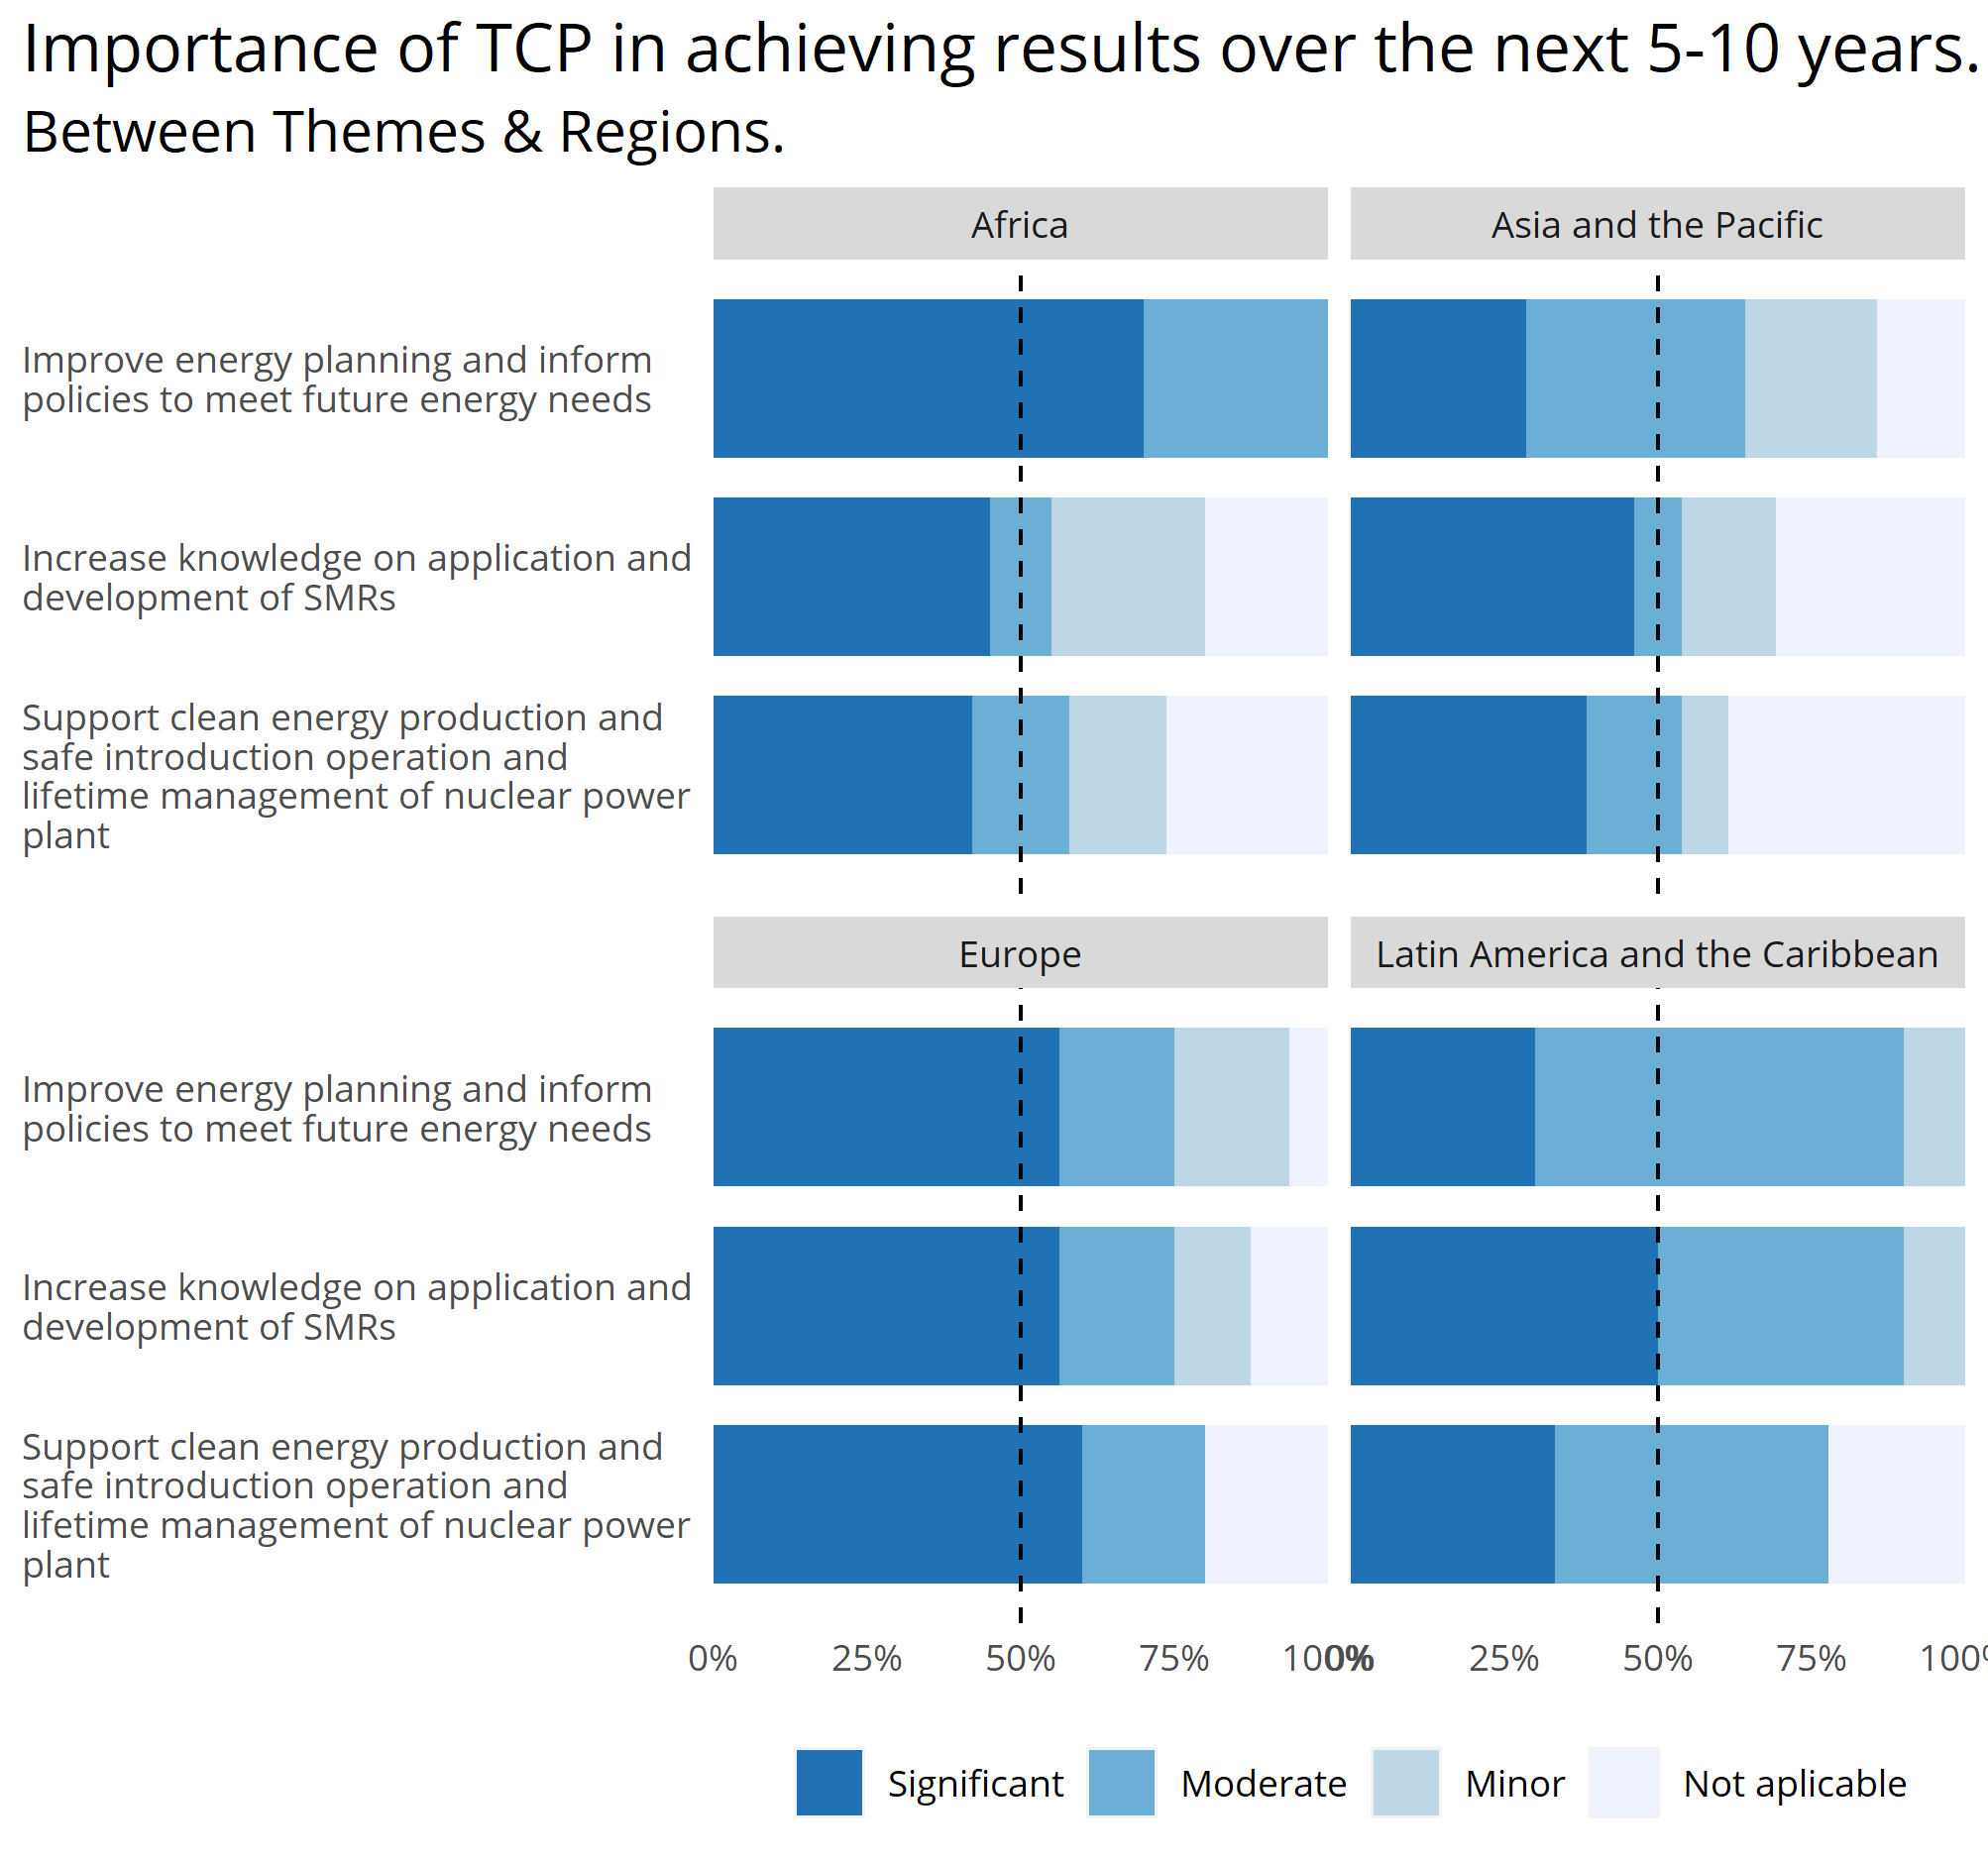 Importance of TCP in achieving results over the next 5-10 years.
Between Themes & Regions.
Africa
Asia and the Pacific
Improve energy planning and inform
policies to meet future energy needs
Increase knowledge on application and
development of SMRs
Support clean energy production and
safe introduction operation and
lifetime management of nuclear power
plant
Europe
Latin America and the Caribbean
Improve energy planning and inform
policies to meet future energy needs
Increase knowledge on application and
development of SMRs
Support clean energy production and
safe introduction operation and
lifetime management of nuclear power
plant
0% 25% 50% 75% 100% 0% 25% 50% 75% 100%
Significant Moderate Minor Not aplicable